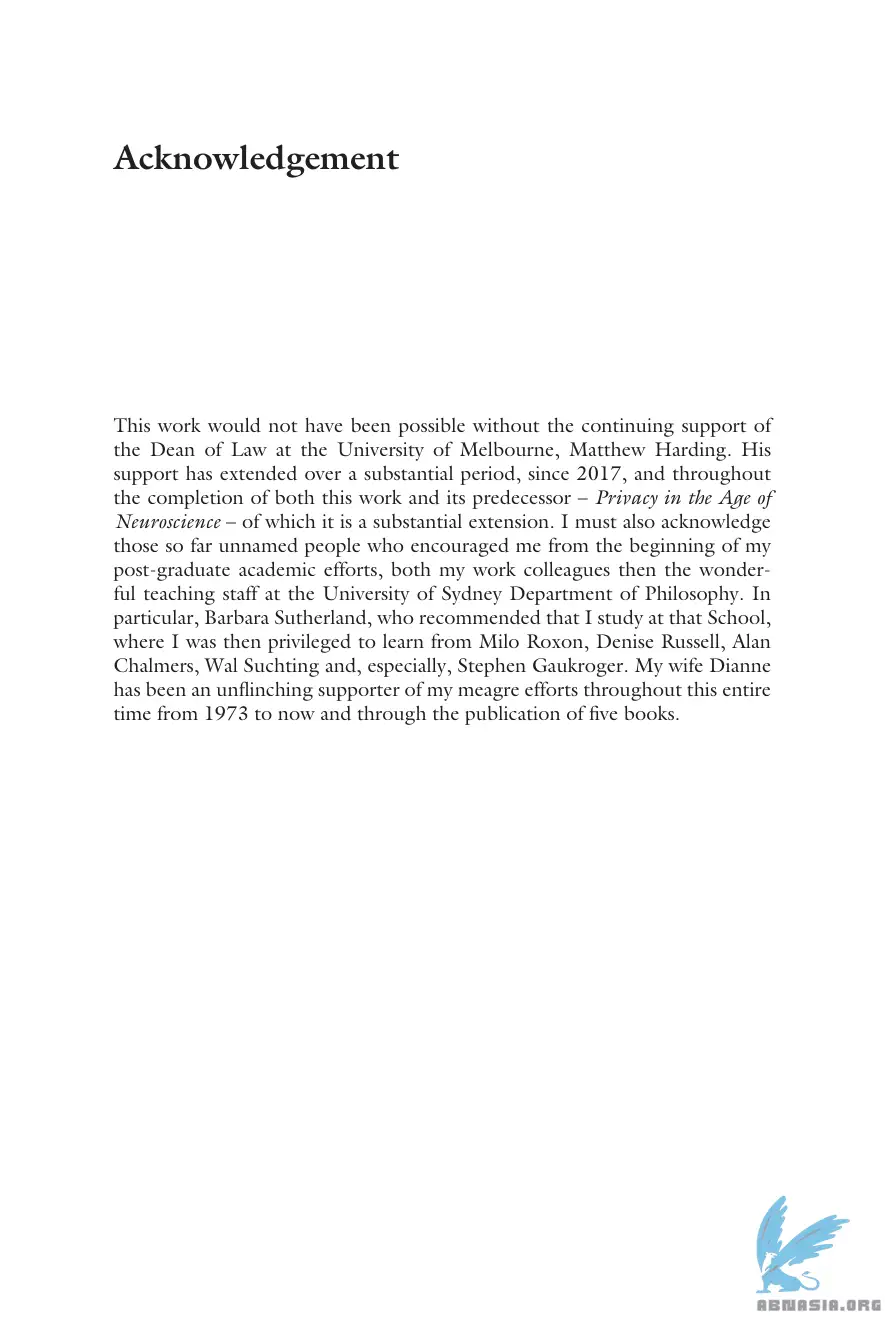 Acknowledgement
This work would not have been possible without the continuing support of
the Dean of Law at the University of Melbourne, Matthew Harding. His
support has extended over a substantial period, since 2017, and throughout
the completion of both this work and its predecessor – Privacy in the Age of
Neuroscience – of which it is a substantial extension. I must also acknowledge
those so far unnamed people who encouraged me from the beginning of my
post-graduate academic efforts, both my work colleagues then the wonder-
ful teaching staff at the University of Sydney Department of Philosophy. In
particular, Barbara Sutherland, who recommended that I study at that School,
where I was then privileged to learn from Milo Roxon, Denise Russell, Alan
Chalmers, Wal Suchting and, especially, Stephen Gaukroger. My wife Dianne
has been an unflinching supporter of my meagre efforts throughout this entire
time from 1973 to now and through the publication of five books.
ABNASIA.ORG